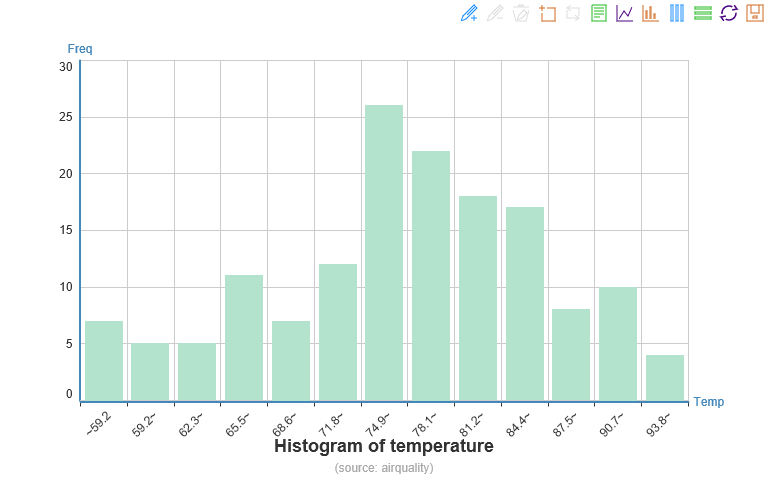 Freq
30
25
20
15
10
5
0
~59.2 59.2~ 62.3~ 65.5~ 68.6~ 71.8~ 74.9~ 78.1~ 81.2~ 84.4~ 87.5~ 90.7~ 93.8~
Temp
Histogram of temperature
(source: airquality)